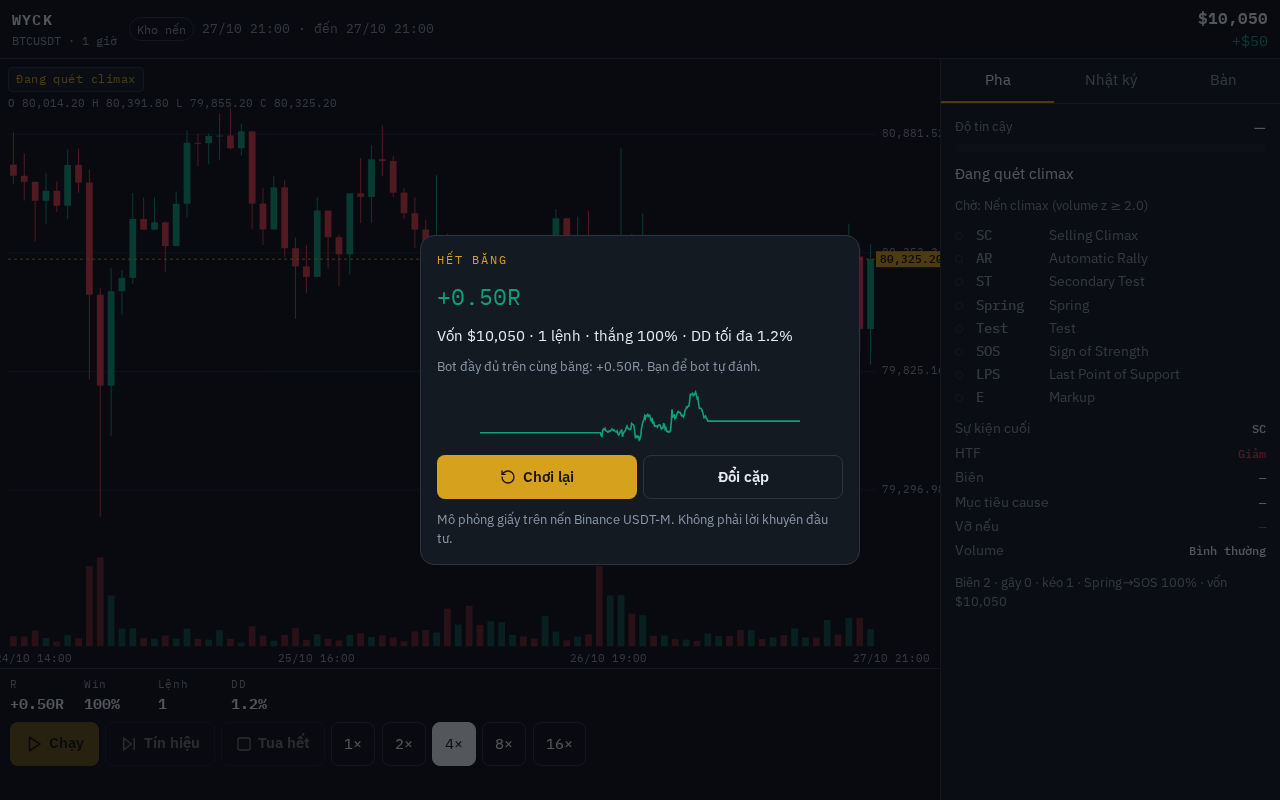 WYCK
BTCUSDT · 1 giờ
Kho nến
27/10 21:00 · đến 27/10 21:00
$10,050
+$50
Đang quét climax
O 80,014.20 H 80,391.80 L 79,855.20 C 80,325.20
80,325.20
79,825.16
79,296.98
24/10 14:00
25/10 16:00
26/10 19:00
27/10 21:00
HẾT BĂNG
+0.50R
Vốn $10,050 · 1 lệnh · thắng 100% · DD tối đa 1.2%
Bot đầy đủ trên cùng băng: +0.50R. Bạn để bot tự đánh.
Chơi lại
Đổi cặp
Mô phỏng giấy trên nến Binance USDT-M. Không phải lời khuyên đầu
tư.
Pha
Nhật ký
Bàn
Độ tin cậy
—
Đang quét climax
Chờ: Nến climax (volume z ≥ 2.0)
SC Selling Climax
AR Automatic Rally
ST Secondary Test
Spring Spring
Test Test
SOS Sign of Strength
LPS Last Point of Support
E Markup
Sự kiện cuối SC
HTF Giảm
Biên —
Mục tiêu cause —
Vỡ nếu —
Volume Bình thường
Biên 2 · gãy 0 · kéo 1 · Spring→SOS 100% · vốn
$10,050
R Win Lệnh DD
+0.50R 100% 1 1.2%
Chạy
Tín hiệu
Tua hết
1×
2×
4×
8×
16×